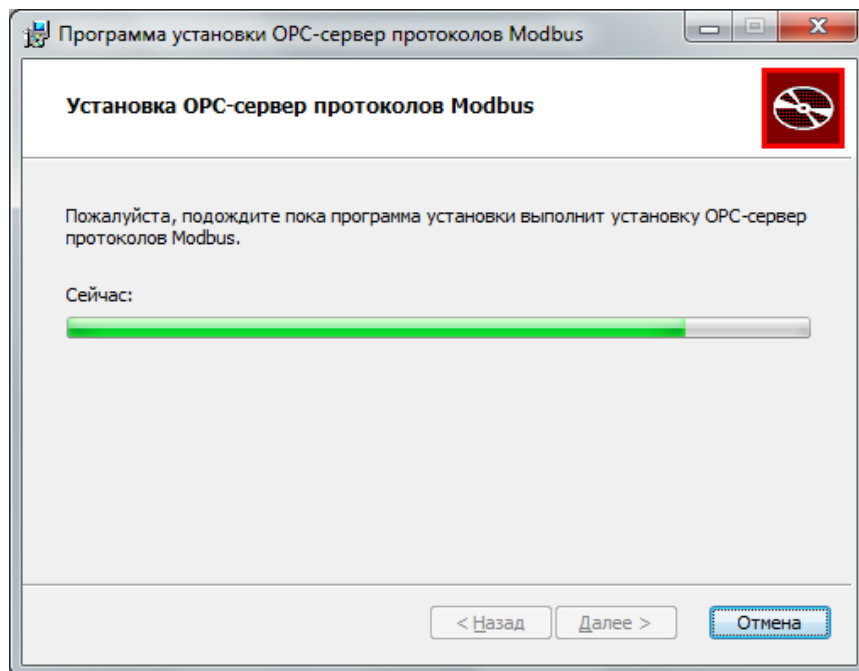 Программа установки OPC-сервер протоколов Modbus
Установка OPC-сервер протоколов Modbus
Пожалуйста, подождите пока программа установки выполнит установку OPC-сервер
протоколов Modbus.
Сейчас:
< Назад
Далее >
Отмена